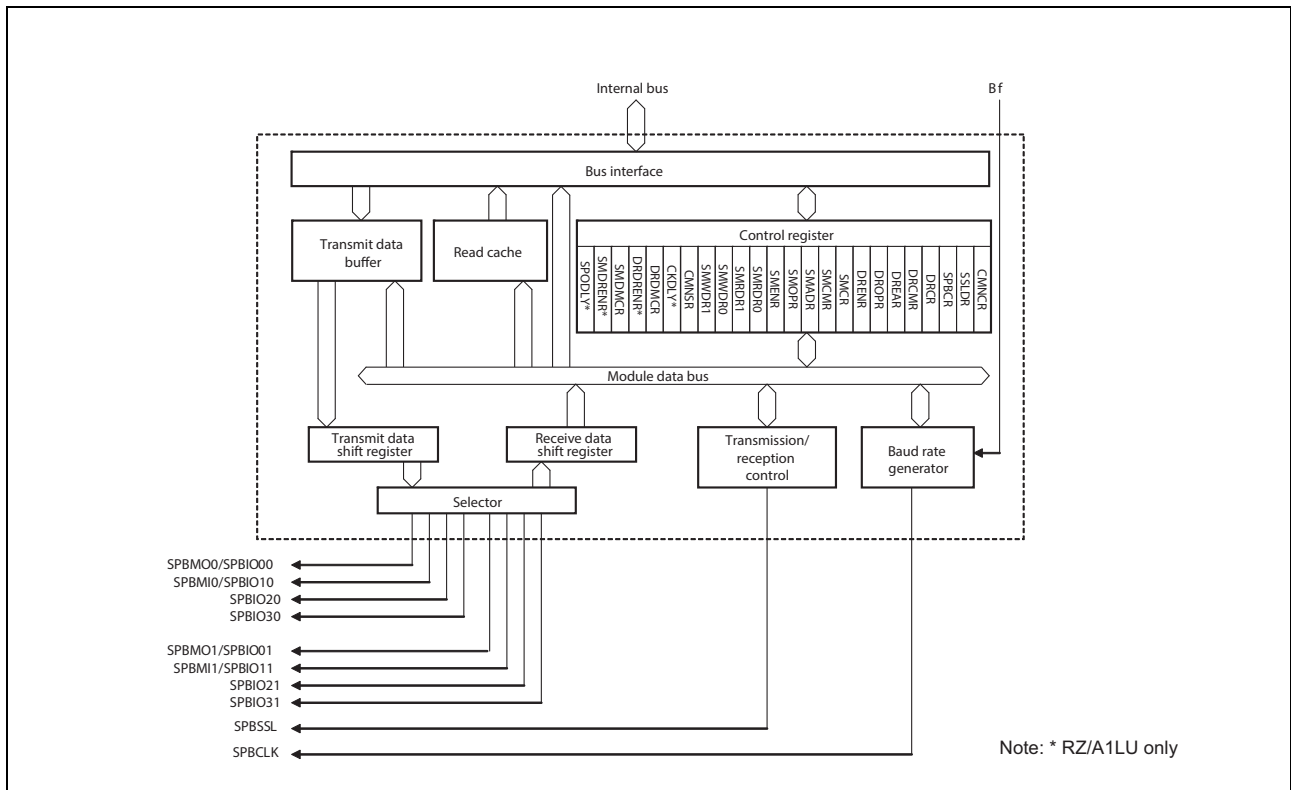 Internal bus
Bf
Bus interface
Transmit data
buffer
Read cache
Control register
SPODLY*
SMDRENR*
SMDMCR
DRDRENR*
DRDMCR
CKDLY*
CMNSR
SMWDR1
SMWDR0
SMRDR1
SMRDR0
SMENR
SMOPR
SMADR
SMCMR
SMCR
DRENR
DROPR
DREAR
DRCMR
DRCR
SPBCR
SSLDR
CMNCR
Module data bus
Transmit data
shift register
Receive data
shift register
Transmission/
reception
control
Baud rate
generator
Selector
SPBMO0/SPBIO00
SPBMI0/SPBIO10
SPBIO20
SPBIO30
SPBMO1/SPBIO01
SPBMI1/SPBIO11
SPBIO21
SPBIO31
SPBSSL
SPBCLK
Note: * RZ/A1LU only